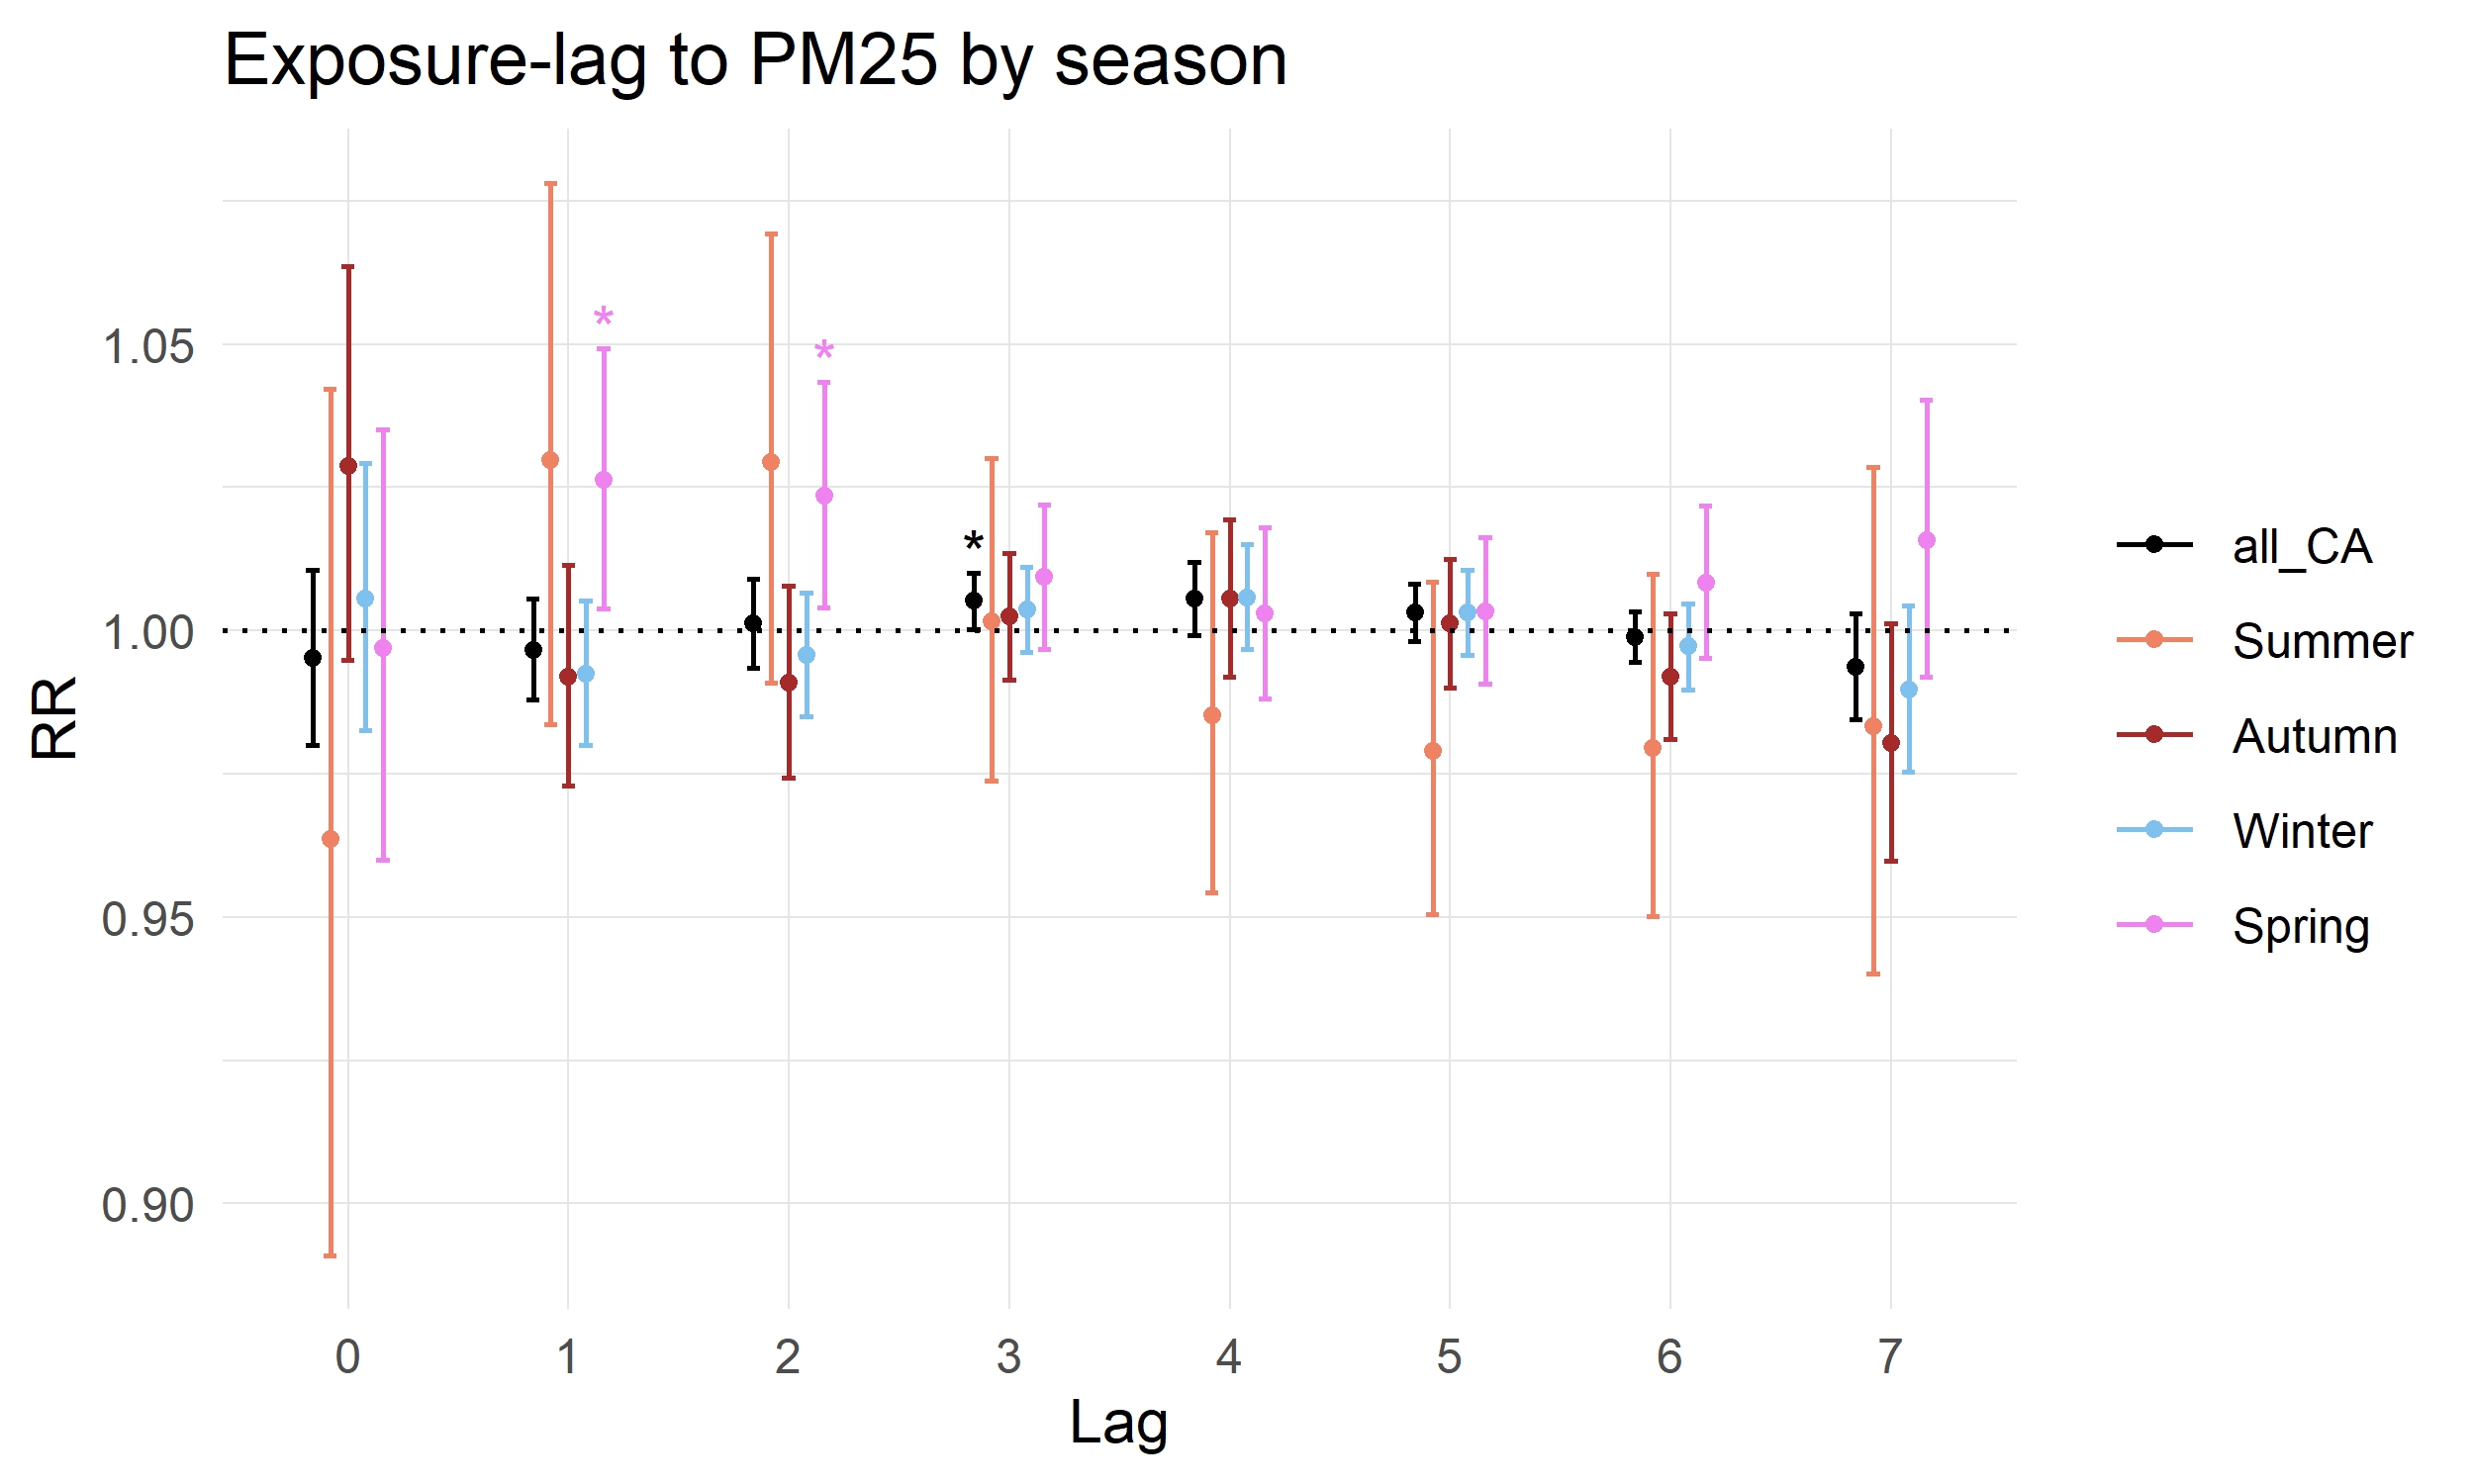 Exposure-lag to PM25 by season
1.05
1.00
0.95
0.90
RR
*
*
*
0 1 2 3 4 5 6 7
Lag
all_CA
Summer
Autumn
Winter
Spring